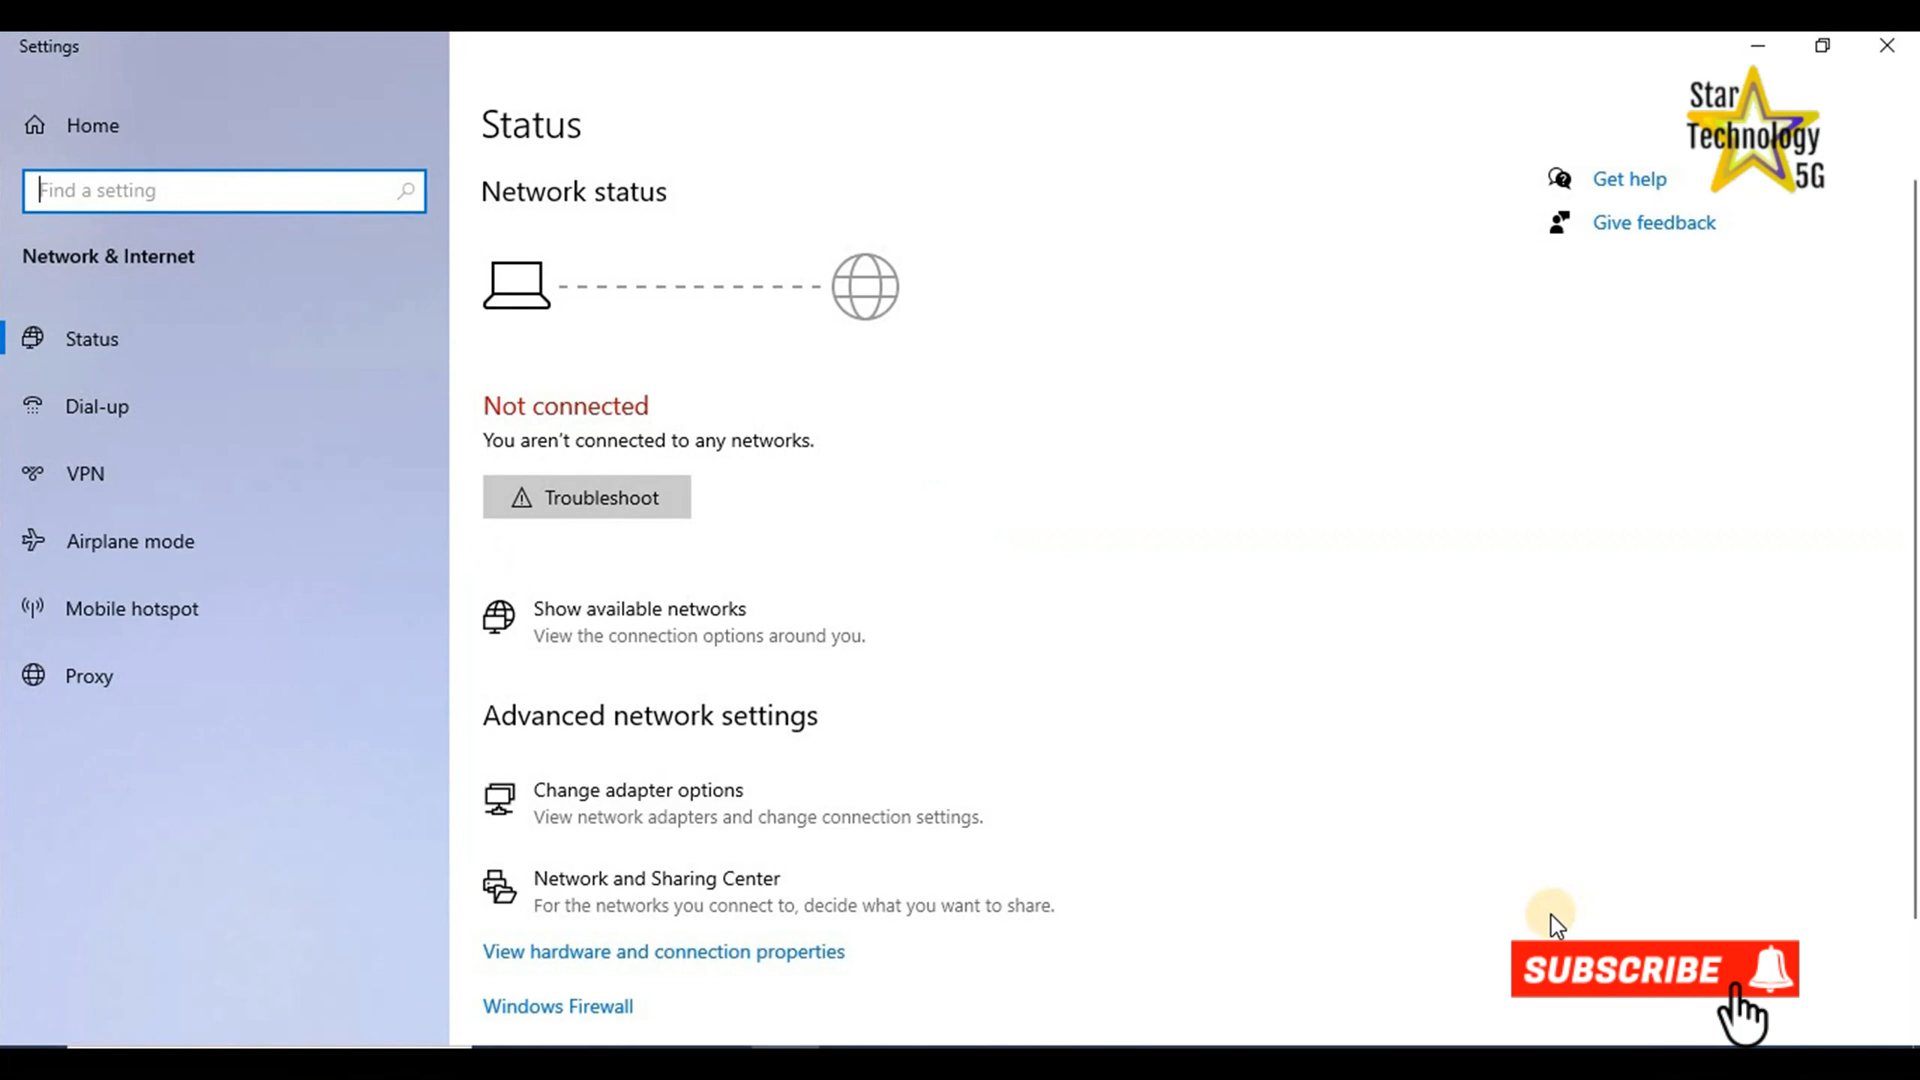 Settings
Home
Find a setting
Network & Internet
Status
Dial-up
VPN
Airplane mode
Mobile hotspot
Proxy
Status
Network status
Not connected
You aren't connected to any networks.
Troubleshoot
Show available networks
View the connection options around you.
Advanced network settings
Change adapter options
View network adapters and change connection settings.
Network and Sharing Center
For the networks you connect to, decide what you want to share.
View hardware and connection properties
Windows Firewall
Star
Technology
5G
Get help
Give feedback
SUBSCRIBE